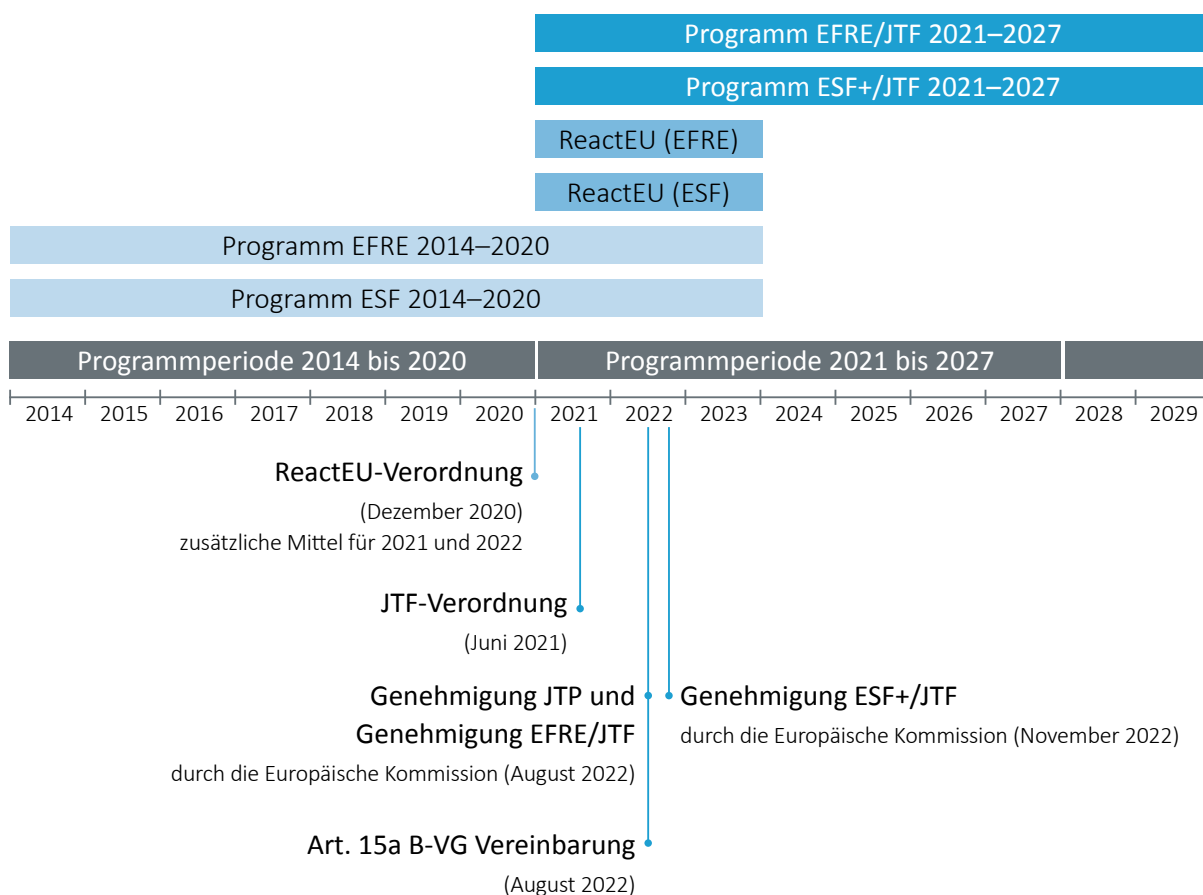 Programm EFRE/JTF 2021–2027
Programm ESF+/JTF 2021–2027
ReactEU (EFRE)
ReactEU (ESF)
Programm EFRE 2014–2020
Programm ESF 2014–2020
Programmperiode 2014 bis 2020 Programmperiode 2021 bis 2027
2014 2015 2016 2017 2018 2019 2020 2021 2022 2023 2024 2025 2026 2027 2028 2029
ReactEU-Verordnung
(Dezember 2020)
zusätzliche Mittel für 2021 und 2022
JTF-Verordnung
(Juni 2021)
Genehmigung JTP und
Genehmigung EFRE/JTF
durch die Europäische Kommission (August 2022)
Genehmigung ESF+/JTF
durch die Europäische Kommission (November 2022)
Art. 15a B-VG Vereinbarung
(August 2022)